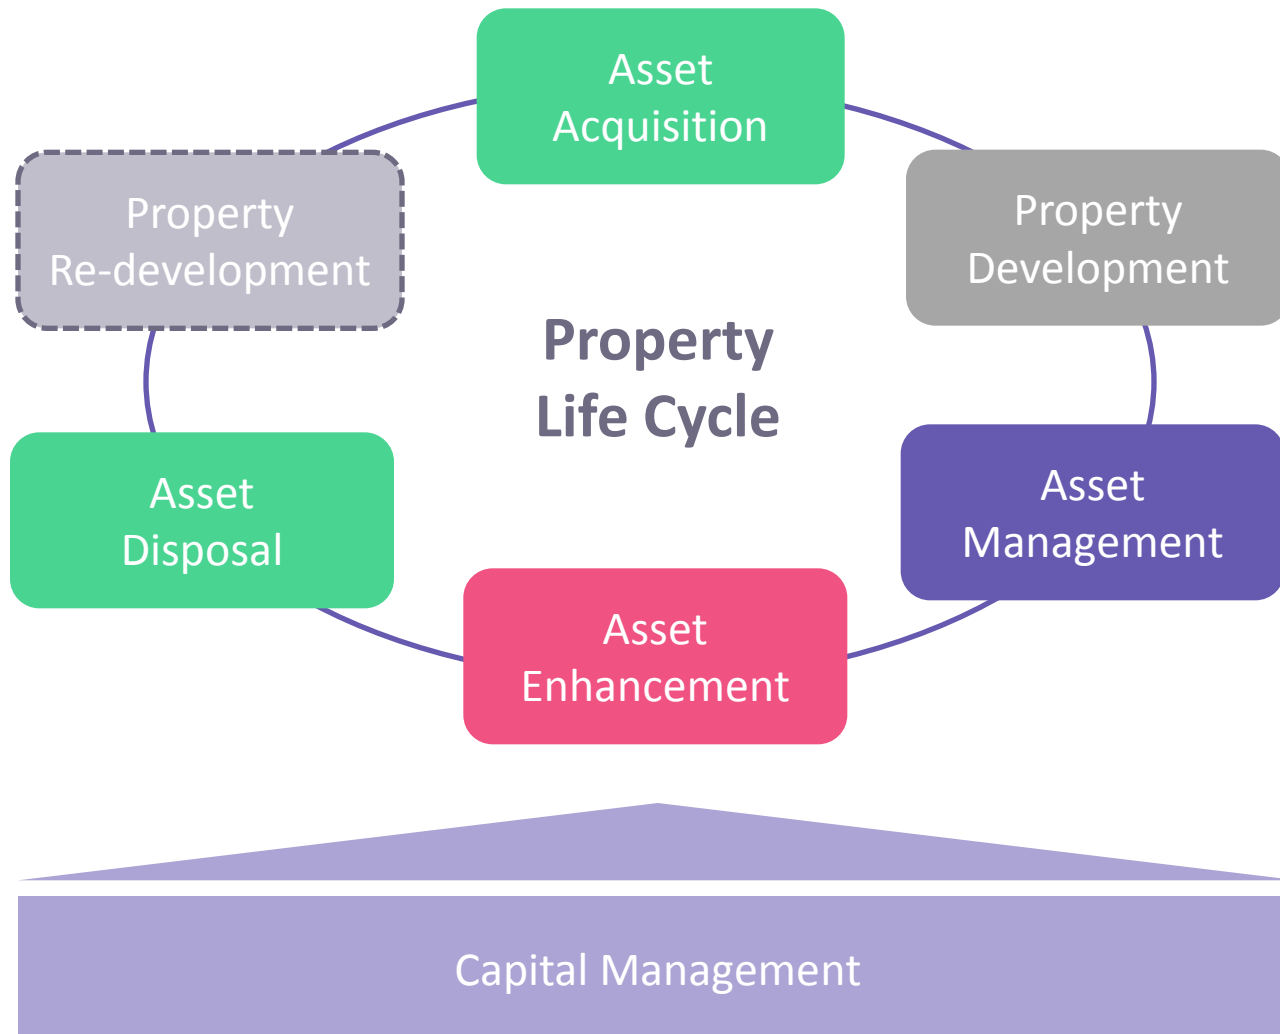 Asset
Acquisition
Property
Development
Asset
Management
Asset
Enhancement
Asset
Disposal
Property
Re-development
Property
Life Cycle
Capital Management